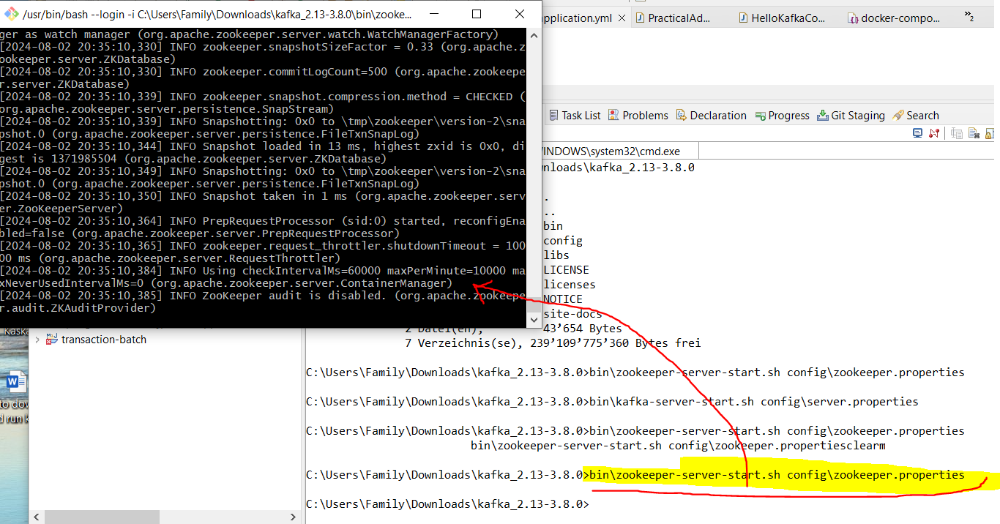 /usr/bin/bash --login -i C:\Users\Family\Downloads\kafka_2.13-3.8.0\bin\zooke...
ger as watch manager (org.apache.zookeeper.server.watch.WatchManagerFactory)
[2024-08-02 20:35:10,330] INFO zookeeper.snapshotSizeFactor = 0.33 (org.apache.z
ookeeper.server.ZKDatabase)
[2024-08-02 20:35:10,330] INFO zookeeper.commitLogCount=500 (org.apache.zookeepe
r.server.ZKDatabase)
[2024-08-02 20:35:10,339] INFO zookeeper.snapshot.compression.method = CHECKED (
org.apache.zookeeper.server.persistence.SnapStream)
[2024-08-02 20:35:10,339] INFO Snapshotting: 0x0 to \tmp\zookeeper\version-2\sna
pshot.0 (org.apache.zookeeper.server.persistence.FileTxnSnapLog)
[2024-08-02 20:35:10,344] INFO Snapshot loaded in 13 ms, highest zxid is 0x0, di
gest is 1371985504 (org.apache.zookeeper.server.ZKDatabase)
[2024-08-02 20:35:10,349] INFO Snapshotting: 0x0 to \tmp\zookeeper\version-2\sna
pshot.0 (org.apache.zookeeper.server.persistence.FileTxnSnapLog)
[2024-08-02 20:35:10,350] INFO Snapshot taken in 1 ms (org.apache.zookeeper.serv
er.ZooKeeperServer)
[2024-08-02 20:35:10,364] INFO PrepRequestProcessor (sid:0) started, reconfigEna
bled=false (org.apache.zookeeper.server.PrepRequestProcessor)
[2024-08-02 20:35:10,365] INFO zookeeper.request_throttler.shutdownTimeout = 100
00 ms (org.apache.zookeeper.server.RequestThrottler)
[2024-08-02 20:35:10,384] INFO Using checkIntervalMs=60000 maxPerMinute=10000 ma
xNeverUsedIntervalMs=0 (org.apache.zookeeper.server.ContainerManager)
[2024-08-02 20:35:10,385] INFO ZooKeeper audit is disabled. (org.apache.zookeepe
r.audit.ZKAuditProvider)
application.yml PracticalAd... HelloKafkaCo... docker-compo... »2
Task List Problems Declaration Progress Git Staging Search
INDOWS\system32\cmd.exe
nloads\kafka_2.13-3.8.0
.
..
bin
config
libs
LICENSE
licenses
NOTICE
site-docs
2 Datei(en), 43’654 Bytes
7 Verzeichnis(se), 239’109’775’360 Bytes frei
Kaska
transaction-batch
to dow
d run k
C:\Users\Family\Downloads\kafka_2.13-3.8.0>bin\zookeeper-server-start.sh config\zookeeper.properties
C:\Users\Family\Downloads\kafka_2.13-3.8.0>bin\kafka-server-start.sh config\server.properties
C:\Users\Family\Downloads\kafka_2.13-3.8.0>bin\zookeeper-server-start.sh config\zookeeper.properties
bin\zookeeper-server-start.sh config\zookeeper.propertiesclearm
C:\Users\Family\Downloads\kafka_2.13-3.8.0>bin\zookeeper-server-start.sh config\zookeeper.properties
C:\Users\Family\Downloads\kafka_2.13-3.8.0>